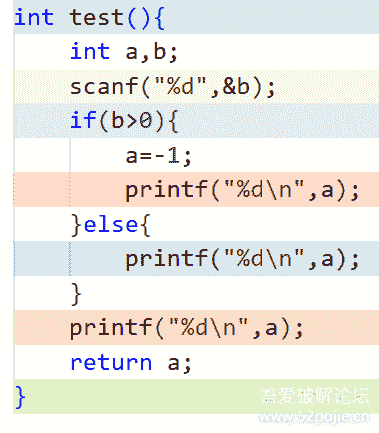 int test(){
    int a,b;
    scanf("%d",&b);
    if(b>0){
        a=-1;
        printf("%d\n",a);
    }else{
        printf("%d\n",a);
    }
    printf("%d\n",a);
    return a;
}
吾爱破解论坛
www.52pojie.cn